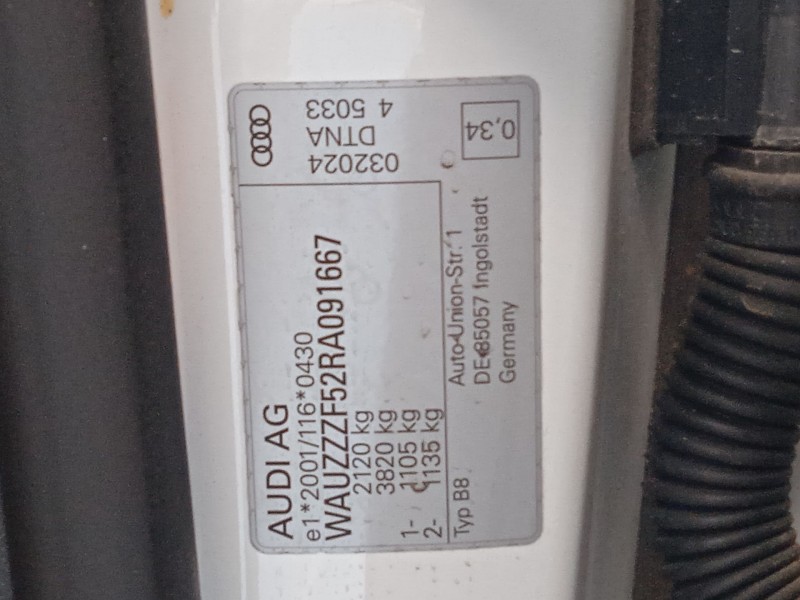 AUDI AG
e1*2001/116*0430
WAUZZZF52RA091667
2120 kg
3820 kg
1- 1105 kg
2- 1135 kg
Typ B8
Auto-Union-Str. 1
DE-85057 Ingolstadt
Germany
032024
DTNA
4 5033
0,34